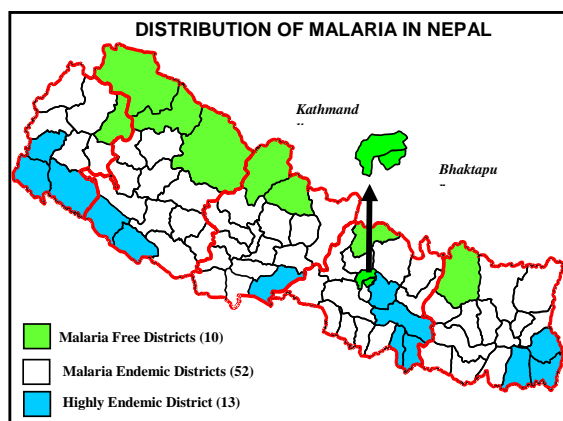 DISTRIBUTION OF MALARIA IN NEPAL
Kathmand
Bhaktapu
Malaria Free Districts (10)
Malaria Endemic Districts (52)
Highly Endemic District (13)